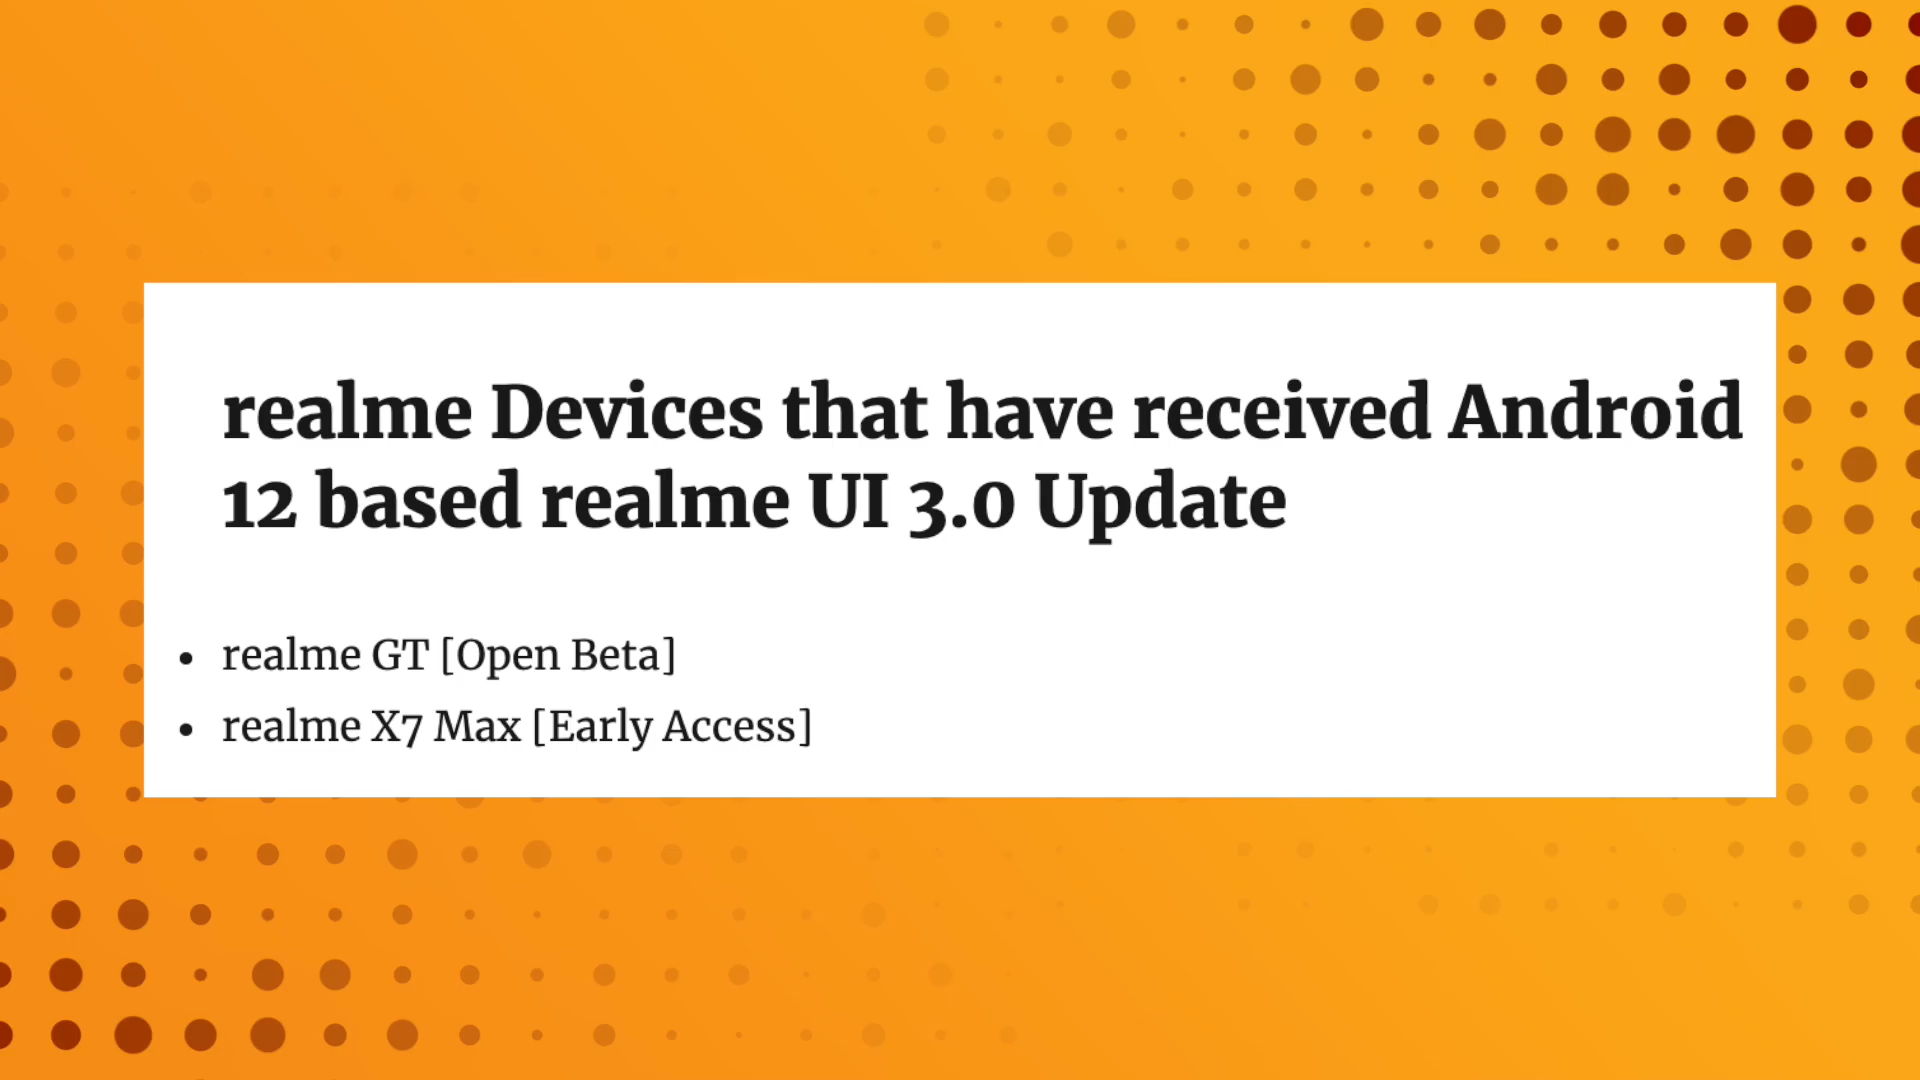 realme Devices that have received Android
12 based realme UI 3.0 Update
• realme GT [Open Beta]
• realme X7 Max [Early Access]